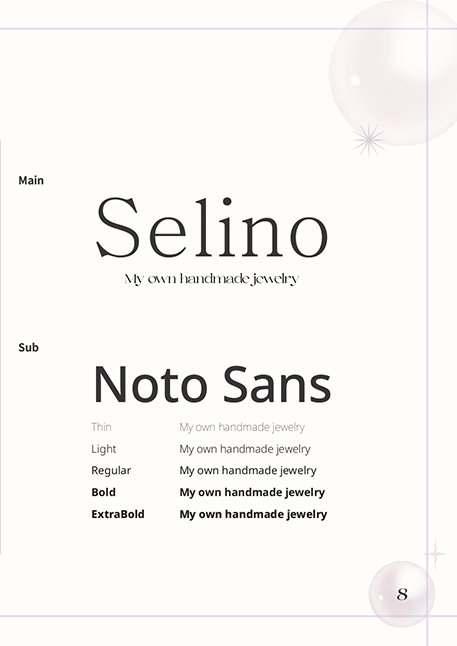 Main
Selino
My own handmade jewelry
Sub
Noto Sans
Thin My own handmade jewelry
Light My own handmade jewelry
Regular My own handmade jewelry
Bold My own handmade jewelry
ExtraBold My own handmade jewelry
8